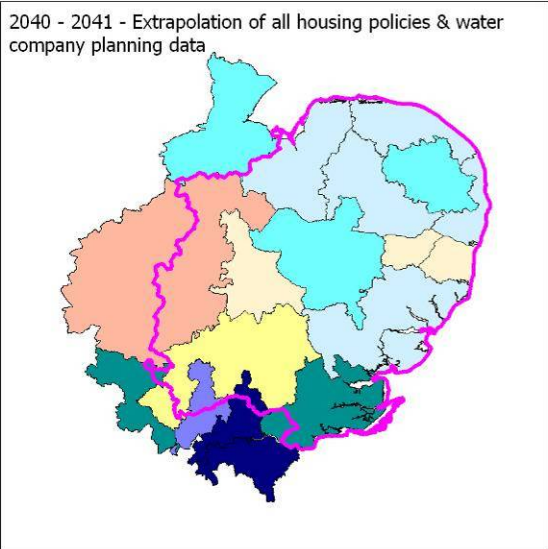 2040 - 2041 - Extrapolation of all housing policies & water
company planning data